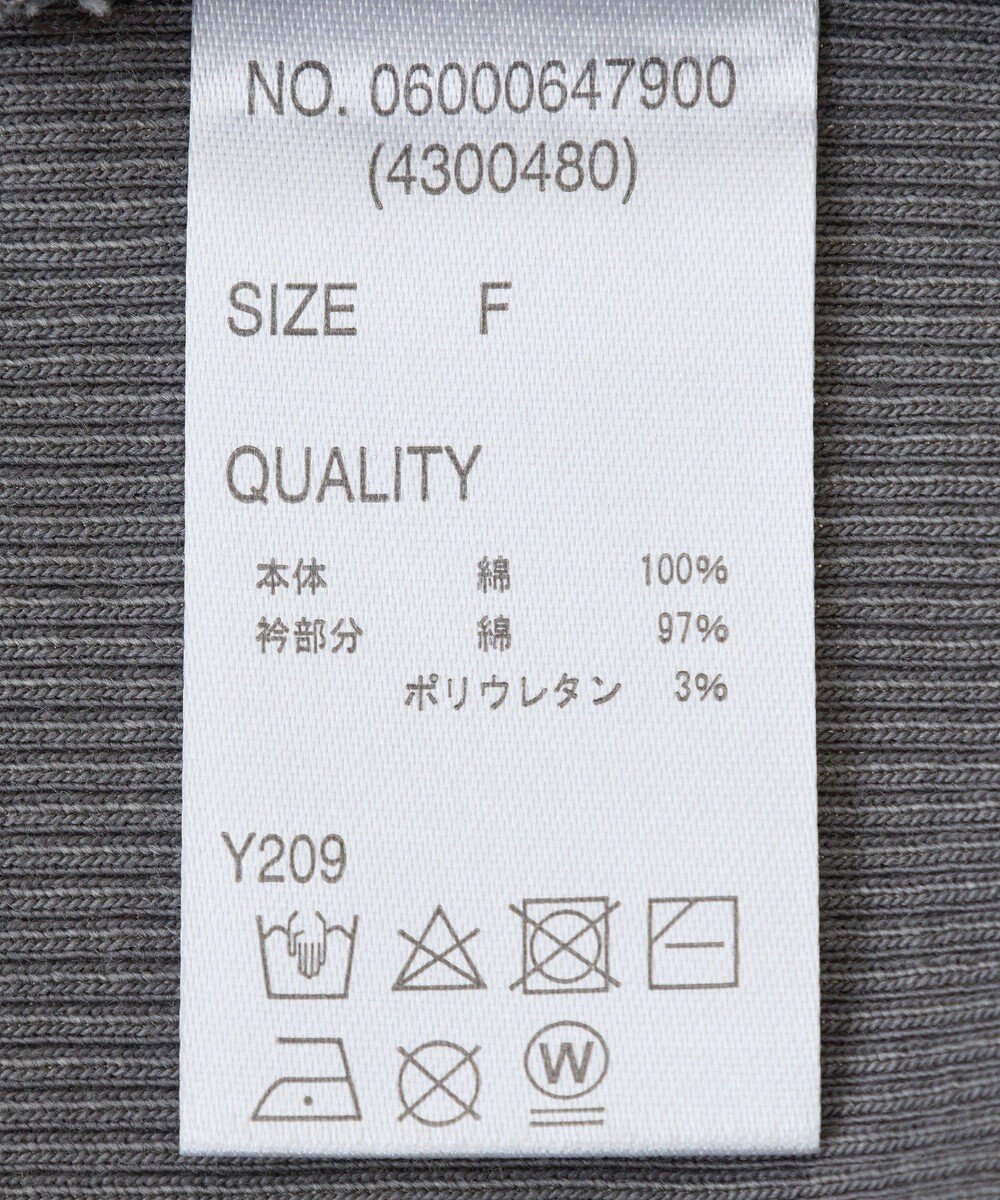 NO. 06000647900
(4300480)
SIZE F
QUALITY
本体 綿 100%
衿部分 綿 97%
ポリウレタン 3%
Y209
W